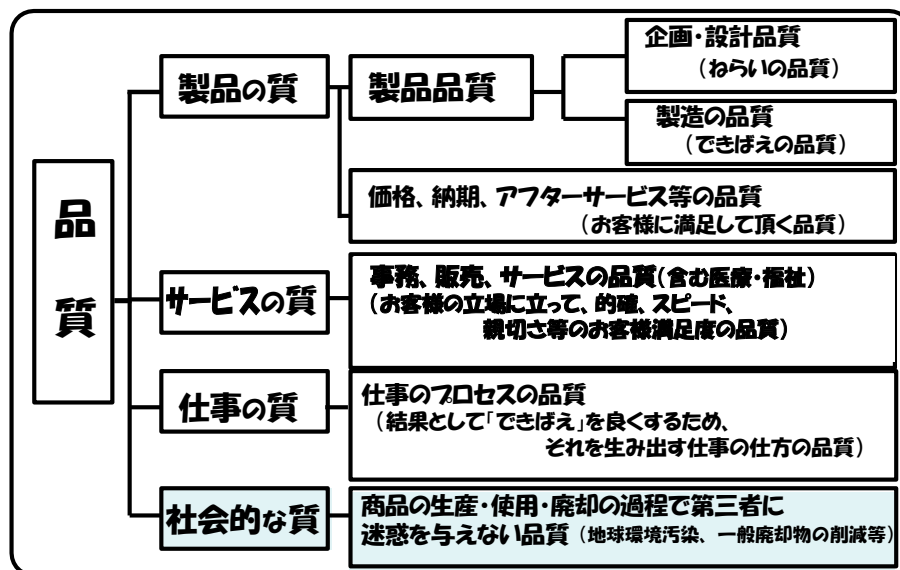 品質
製品の質
製品品質
企画・設計品質
(ねらいの品質)
製造の品質
(できばえの品質)
価格、納期、アフターサービス等の品質
(お客様に満足して頂く品質)
サービスの質
事務、販売、サービスの品質(含む医療・福祉)
(お客様の立場に立って、的確、スピード、
親切さ等のお客様満足度の品質)
仕事の質
仕事のプロセスの品質
(結果として「できばえ」を良くするため、
それを生み出す仕事の仕方の品質)
社会的な質
商品の生産・使用・廃却の過程で第三者に
迷惑を与えない品質(地球環境汚染、一般廃却物の削減等)